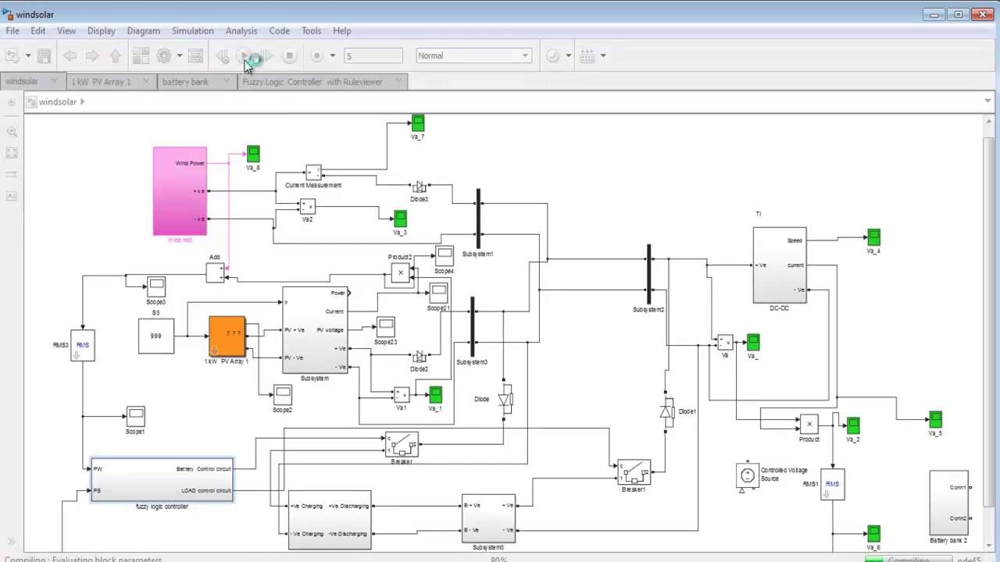 windsolar
File Edit View Display Diagram Simulation Analysis Code Tools Help
5 Normal
windsolar 1 kW PV Array 1 battery bank Fuzzy Logic Controller with Ruleviewer
windsolar
Va_7
Wind Power
Va_8
Current Measurement
+ve
Diode3
Va2
- ve
Va_3
Wind mill
Subsystem1
TI
Add
Product2
Scope4
Speed
Va_4
+ Ve
current
Scope3
Power
Scope21
- Ve
DC-DC
Subsystem2
S5
Ir
Current
999
? ? ?
PV + Ve
PV voltage
Scope23
RMS3
RMS
+ Ve
Va
Va_
1 kW PV Array 1
PV - Ve
Diode2
Subsystem3
- Ve
Subsystem
Scope2
Va1
Va_1
Diode
Diode1
Scope1
Product
Va_2
Va_5
Breaker
PW
Battery Control circuit
Controlled Voltage
Source
Breaker1
RMS1
RMS
PS
LOAD control circuit
Conn1
fuzzy logic controller
+Ve Charging
+Ve Discharging
B + Ve
+ Ve
Conn2
-Ve Charging
-Ve Discharging
B - Ve
- Ve
Subsystem5
Va_6
Battery bank 2
Compiling : Evaluating block parameters
80%
Compiling
ode45